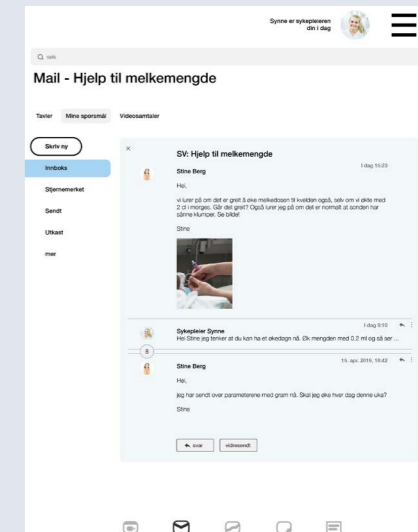 Synne er sykepleieren
din i dag
søk
Mail - Hjelp til melkemengde
Tavler Mine spørsmål Videosamtaler
Skriv ny
Innboks
Stjernemerket
Sendt
Utkast
mer
SV: Hjelp til melkemengde
Stine Berg
I dag 11:23
Hei,
vi lurer på om det er greit å øke melkedosen til kvelden også, selv om vi økte med
2 cl i morges. Går det greit? Også lurer jeg på om det er normalt at sonden har
sånne klumper. Se bilde!
Stine
I dag 9:10
Sykepleier Synne
Hei Stine jeg tenker at du kan ha et økedøgn nå. Øk mengden med 0.2 ml og så ser ...
8
15. apr. 2019, 10:43
Stine Berg
Hei,
jeg har sendt over parameterene med gram nå. Skal jeg øke hver dag denne uka?
Stine
svar
videresendt